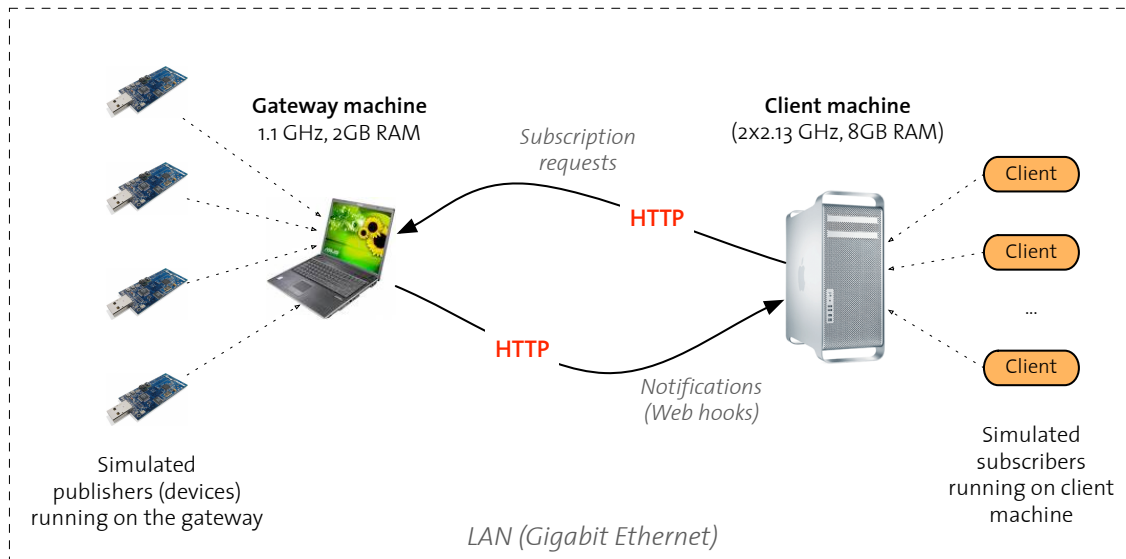 Gateway machine
1.1 GHz, 2GB RAM
Client machine
(2x2.13 GHz, 8GB RAM)
Subscription
requests
HTTP
HTTP
Notifications
(Web hooks)
Client
Client
...
Client
Simulated
publishers (devices)
running on the gateway
Simulated
subscribers
running on client
machine
LAN (Gigabit Ethernet)